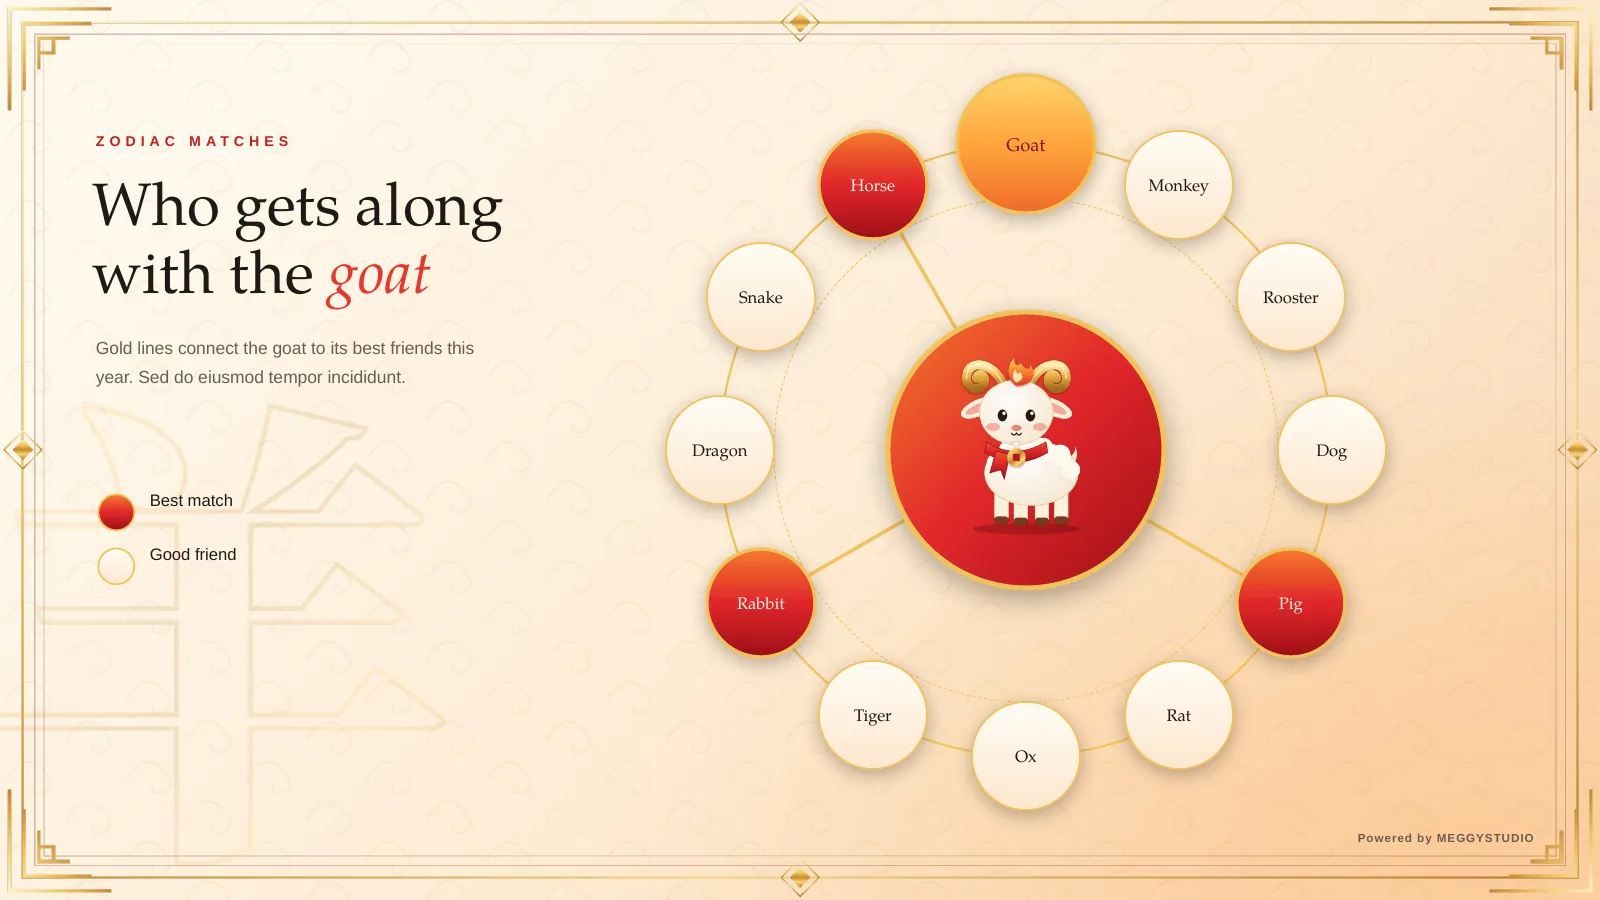 ZODIAC MATCHES
Who gets along
with the goat
Gold lines connect the goat to its best friends this
year. Sed do eiusmod tempor incididunt.
Best match
Good friend
Goat
Horse
Monkey
Snake
Rooster
Dragon
Dog
Rabbit
Pig
Tiger
Rat
Ox
羊
Powered by MEGGYSTUDIO